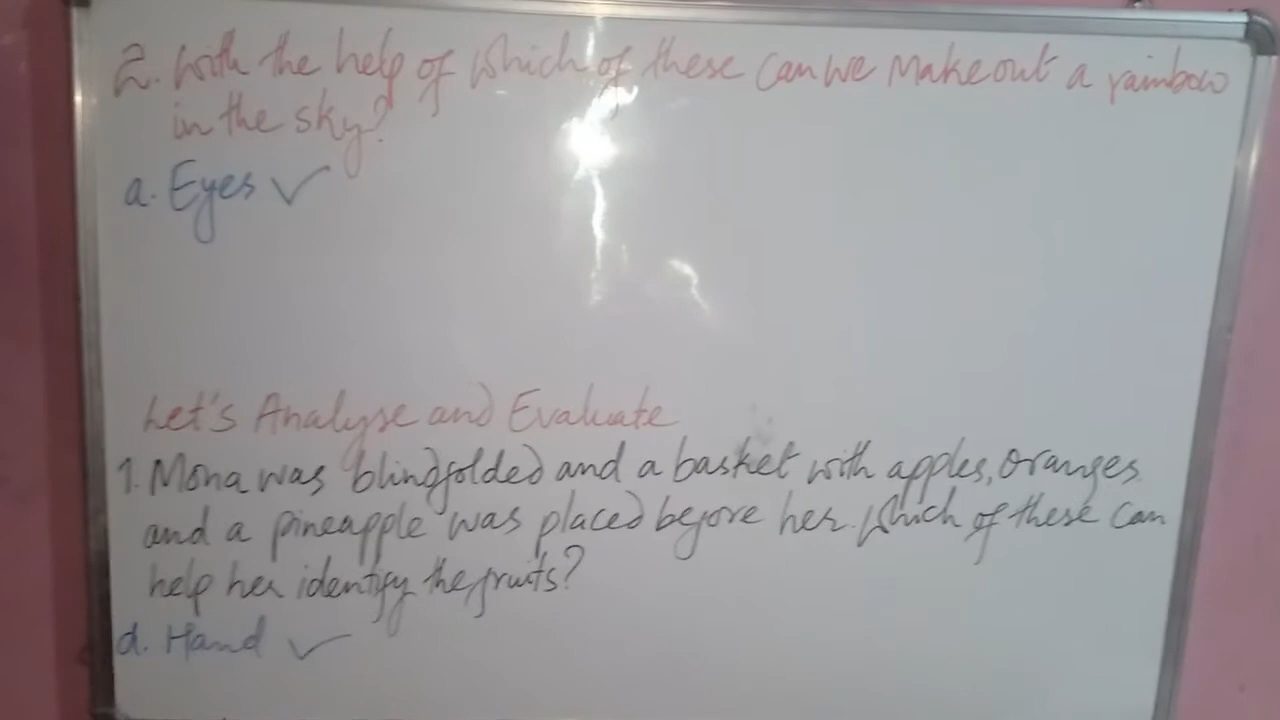 2. With the help of which of these can we make out a rainbow
in the sky?
a. Eyes ✓
Let's Analyse and Evaluate
1. Mona was blindfolded and a basket with apples, oranges
and a pineapple was placed before her. Which of these can
help her identify the fruits?
d. Hand ✓